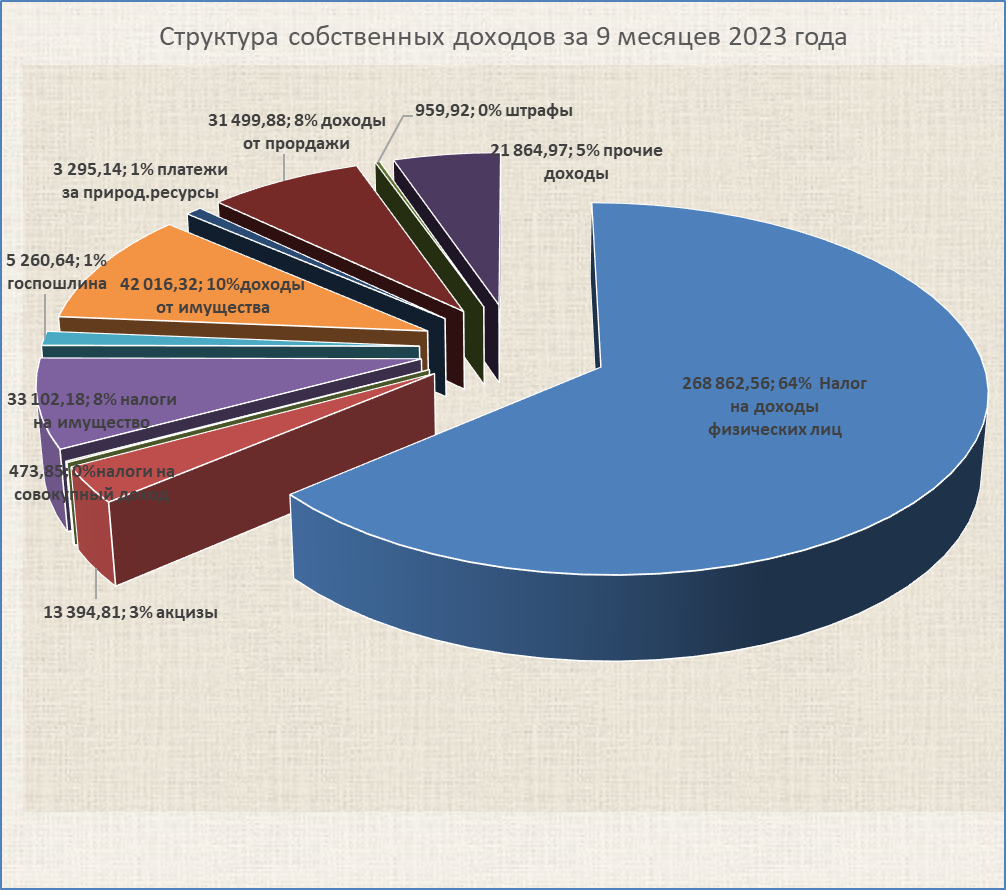 Структура собственных доходов за 9 месяцев 2023 года
959,92; 0% штрафы
31 499,88; 8% доходы
от прордажи
21 864,97; 5% прочие
доходы
3 295,14; 1% платежи
за природ.ресурсы
5 260,64; 1%
госпошлина
42 016,32; 10%доходы
от имущества
268 862,56; 64% Налог
на доходы
физических лиц
33 102,18; 8% налоги
на имущество
473,85; 0%налоги на
совокупный доход
13 394,81; 3% акцизы